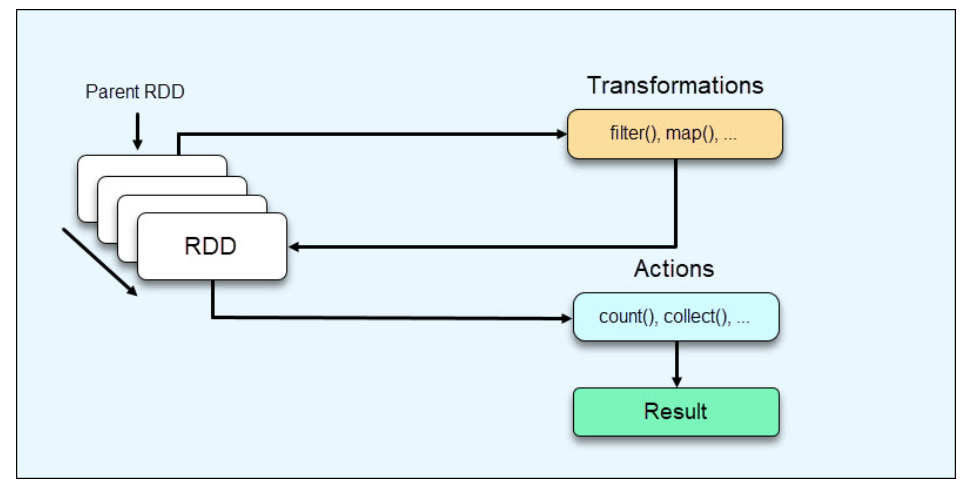 Parent RDD
Transformations
filter(), map(), ...
RDD
Actions
count(), collect(), ...
Result